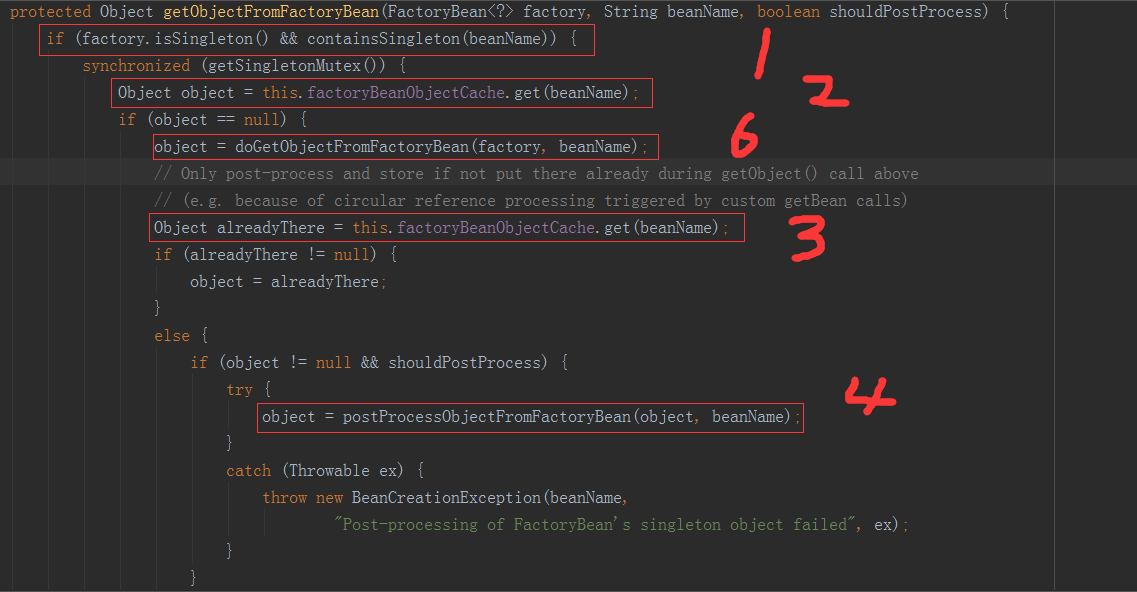 protected Object getObjectFromFactoryBean(FactoryBean<?> factory, String beanName, boolean shouldPostProcess) {
if (factory.isSingleton() && containsSingleton(beanName)) {
1
synchronized (getSingletonMutex()) {
Object object = this.factoryBeanObjectCache.get(beanName);
2
if (object == null) {
object = doGetObjectFromFactoryBean(factory, beanName);
6
// Only post-process and store if not put there already during getObject() call above
// (e.g. because of circular reference processing triggered by custom getBean calls)
Object alreadyThere = this.factoryBeanObjectCache.get(beanName);
3
if (alreadyThere != null) {
object = alreadyThere;
}
else {
if (object != null && shouldPostProcess) {
try {
object = postProcessObjectFromFactoryBean(object, beanName);
4
}
catch (Throwable ex) {
throw new BeanCreationException(beanName,
"Post-processing of FactoryBean's singleton object failed", ex);
}
}